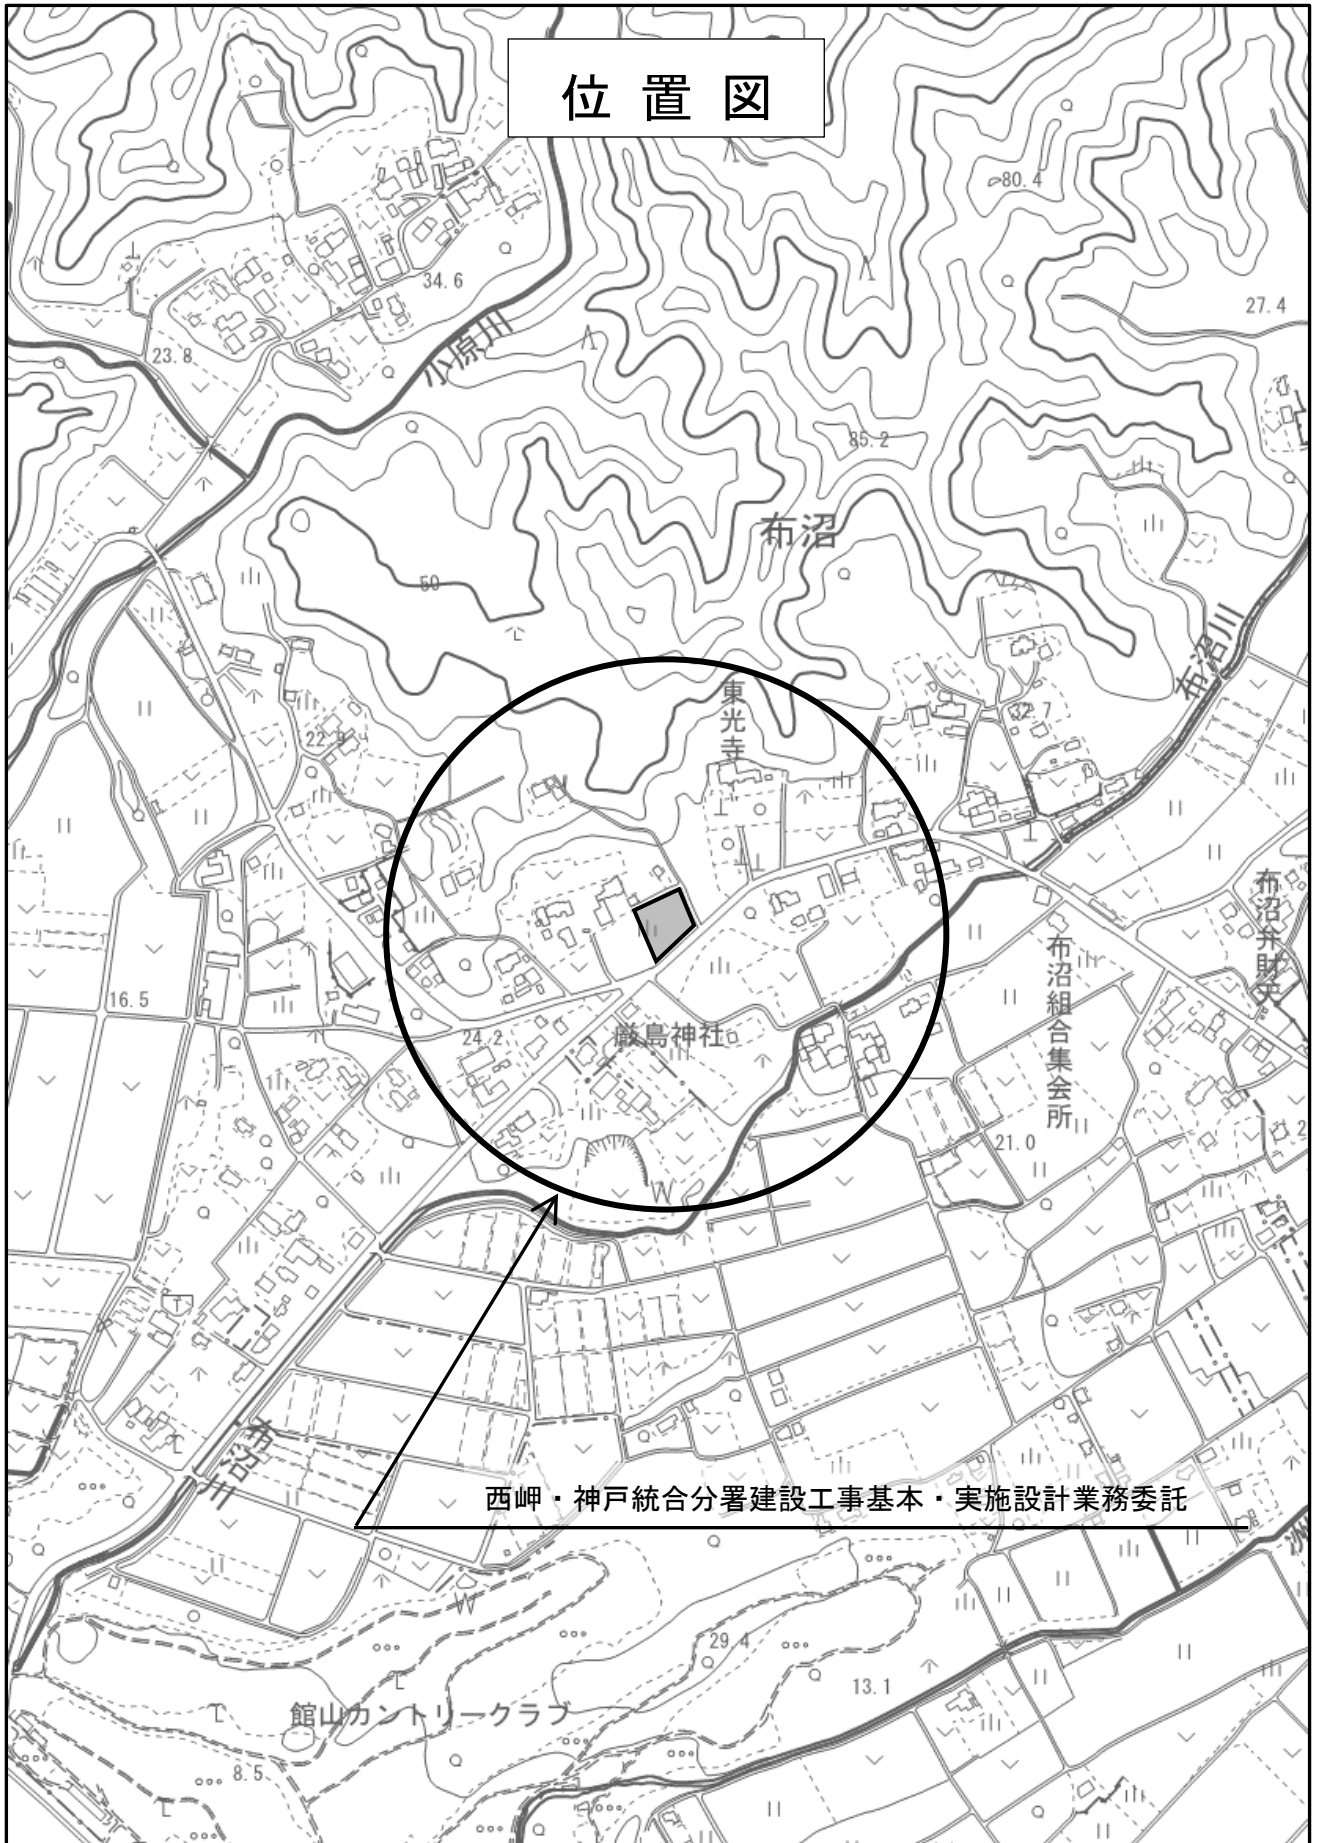 位置図
80.4
34.6
27.4
小原川
23.8
85.2
布沼
50
布沼川
東光寺
32.7
22.9
布沼弁財天
布沼組合集会所
16.5
24.2
厳島神社
21.0
布沼川
西岬・神戸統合分署建設工事基本・実施設計業務委託
29.4
13.1
館山カントリークラブ
8.5